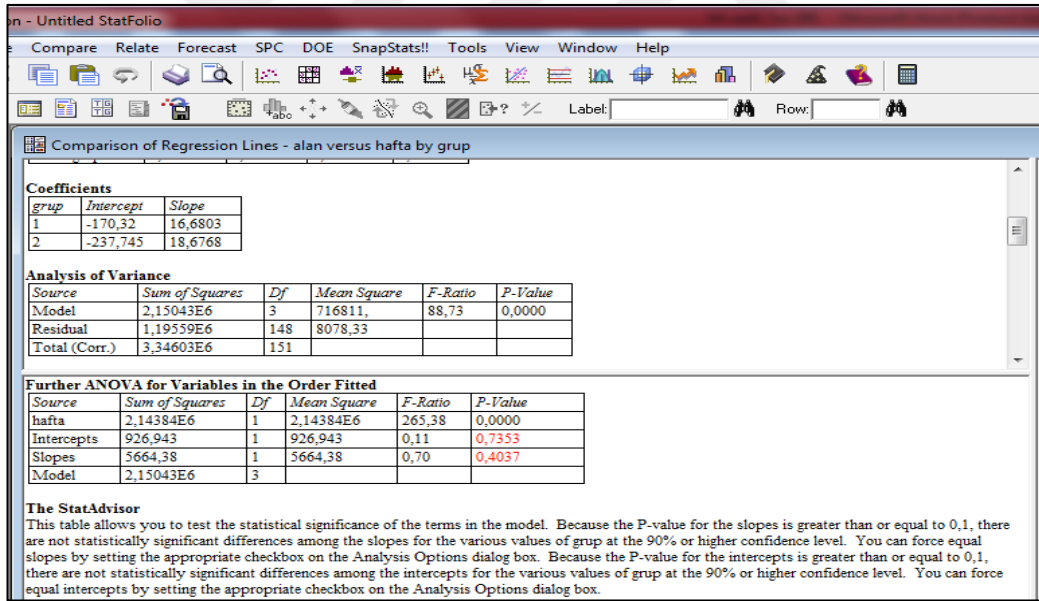 on - Untitled StatFolio
Compare Relate Forecast SPC DOE SnapStats!! Tools View Window Help
Label: Row:
Comparison of Regression Lines - alan versus hafta by grup
Coefficients
grup Intercept Slope
1 -170,32 16,6803
2 -237,745 18,6768
Analysis of Variance
Source Sum of Squares Df Mean Square F-Ratio P-Value
Model 2,15043E6 3 716811, 88,73 0,0000
Residual 1,19559E6 148 8078,33
Total (Corr.) 3,34603E6 151
Further ANOVA for Variables in the Order Fitted
Source Sum of Squares Df Mean Square F-Ratio P-Value
hafta 2,14384E6 1 2,14384E6 265,38 0,0000
Intercepts 926,943 1 926,943 0,11 0,7353
Slopes 5664,38 1 5664,38 0,70 0,4037
Model 2,15043E6 3
The StatAdvisor
This table allows you to test the statistical significance of the terms in the model. Because the P-value for the slopes is greater than or equal to 0,1, there
are not statistically significant differences among the slopes for the various values of grup at the 90% or higher confidence level. You can force equal
slopes by setting the appropriate checkbox on the Analysis Options dialog box. Because the P-value for the intercepts is greater than or equal to 0,1,
there are not statistically significant differences among the intercepts for the various values of grup at the 90% or higher confidence level. You can force
equal intercepts by setting the appropriate checkbox on the Analysis Options dialog box.